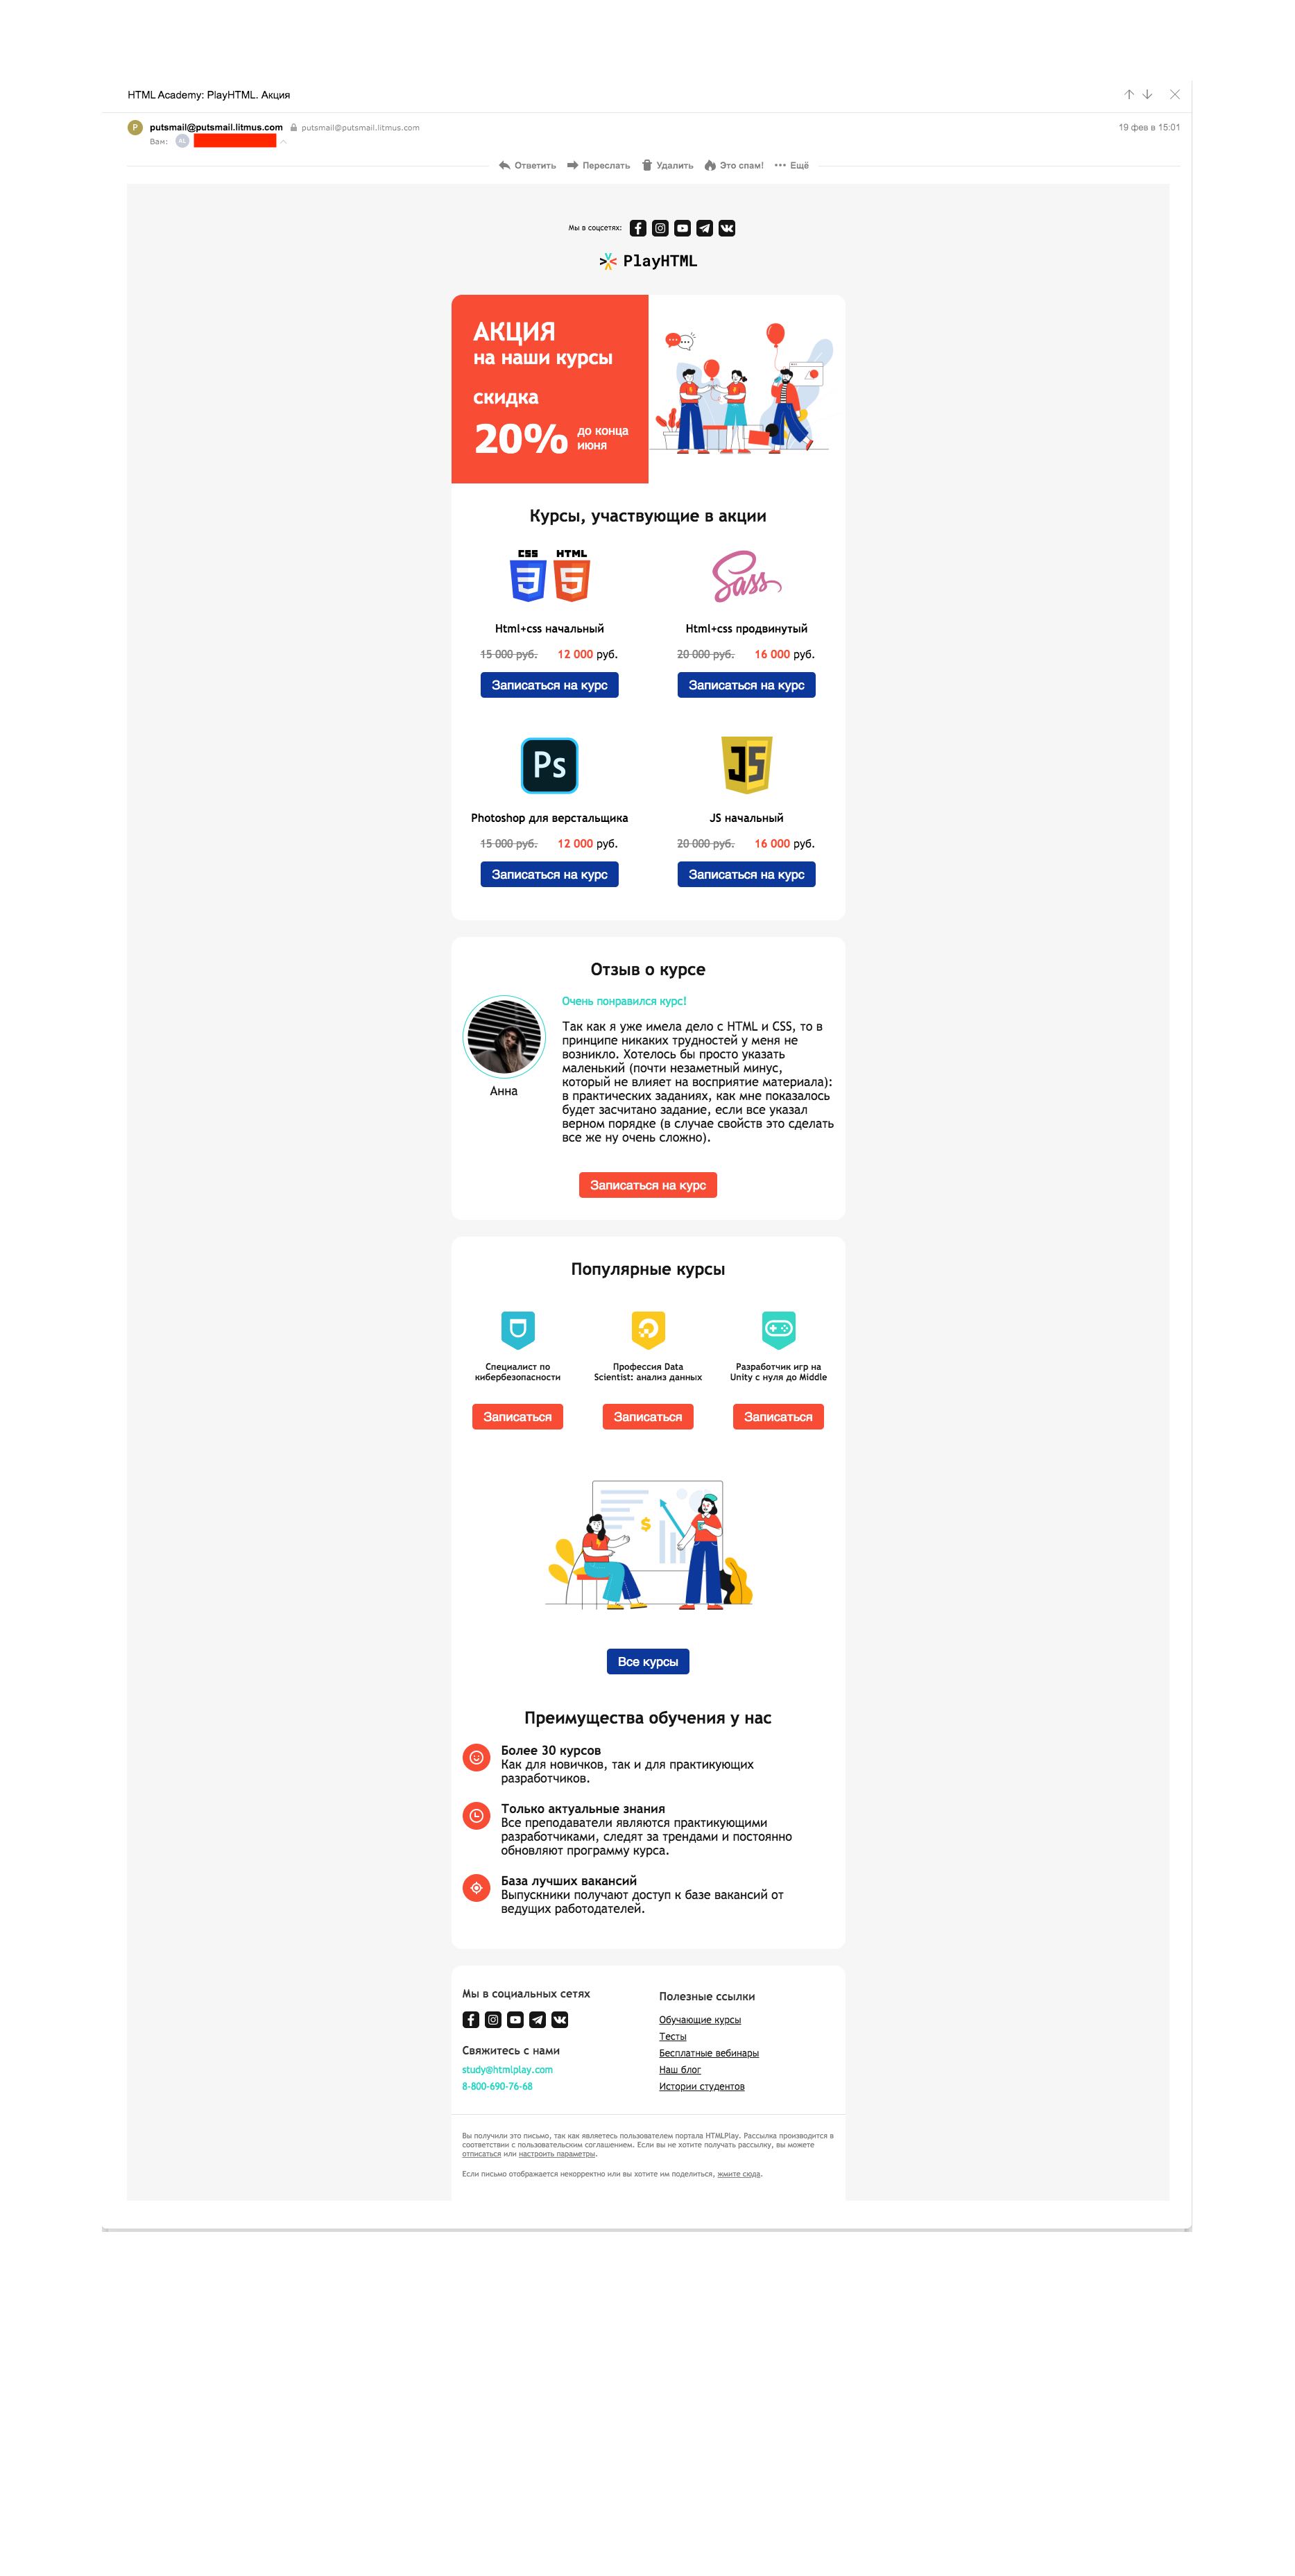 HTML Academy: PlayHTML. Акция
P putsmail@putsmail.litmus.com putsmail@putsmail.litmus.com 19 фев в 15:01
Вам: AL
Ответить Переслать Удалить Это спам! Ещё
Мы в соцсетях:
PlayHTML
АКЦИЯ
на наши курсы
скидка
20% до конца
июня
Курсы, участвующие в акции
CSS HTML
Sass
Html+css начальный
Html+css продвинутый
15 000 руб. 12 000 руб.
20 000 руб. 16 000 руб.
Записаться на курс
Записаться на курс
Ps
JS
Photoshop для верстальщика
JS начальный
15 000 руб. 12 000 руб.
20 000 руб. 16 000 руб.
Записаться на курс
Записаться на курс
Отзыв о курсе
Анна
Очень понравился курс!
Так как я уже имела дело с HTML и CSS, то в
принципе никаких трудностей у меня не
возникло. Хотелось бы просто указать
маленький (почти незаметный минус,
который не влияет на восприятие материала):
в практических заданиях, как мне показалось
будет засчитано задание, если все указал
верном порядке (в случае свойств это сделать
все же ну очень сложно).
Записаться на курс
Популярные курсы
Специалист по
кибербезопасности
Профессия Data
Scientist: анализ данных
Разработчик игр на
Unity с нуля до Middle
Записаться
Записаться
Записаться
$
Все курсы
Преимущества обучения у нас
Более 30 курсов
Как для новичков, так и для практикующих
разработчиков.
Только актуальные знания
Все преподаватели являются практикующими
разработчиками, следят за трендами и постоянно
обновляют программу курса.
База лучших вакансий
Выпускники получают доступ к базе вакансий от
ведущих работодателей.
Мы в социальных сетях
Свяжитесь с нами
study@htmlplay.com
8-800-690-76-68
Полезные ссылки
Обучающие курсы
Тесты
Бесплатные вебинары
Наш блог
Истории студентов
Вы получили это письмо, так как являетесь пользователем портала HTMLPlay. Рассылка производится в
соответствии с пользовательским соглашением. Если вы не хотите получать рассылку, вы можете
отписаться или настроить параметры.
Если письмо отображается некорректно или вы хотите им поделиться, жмите сюда.